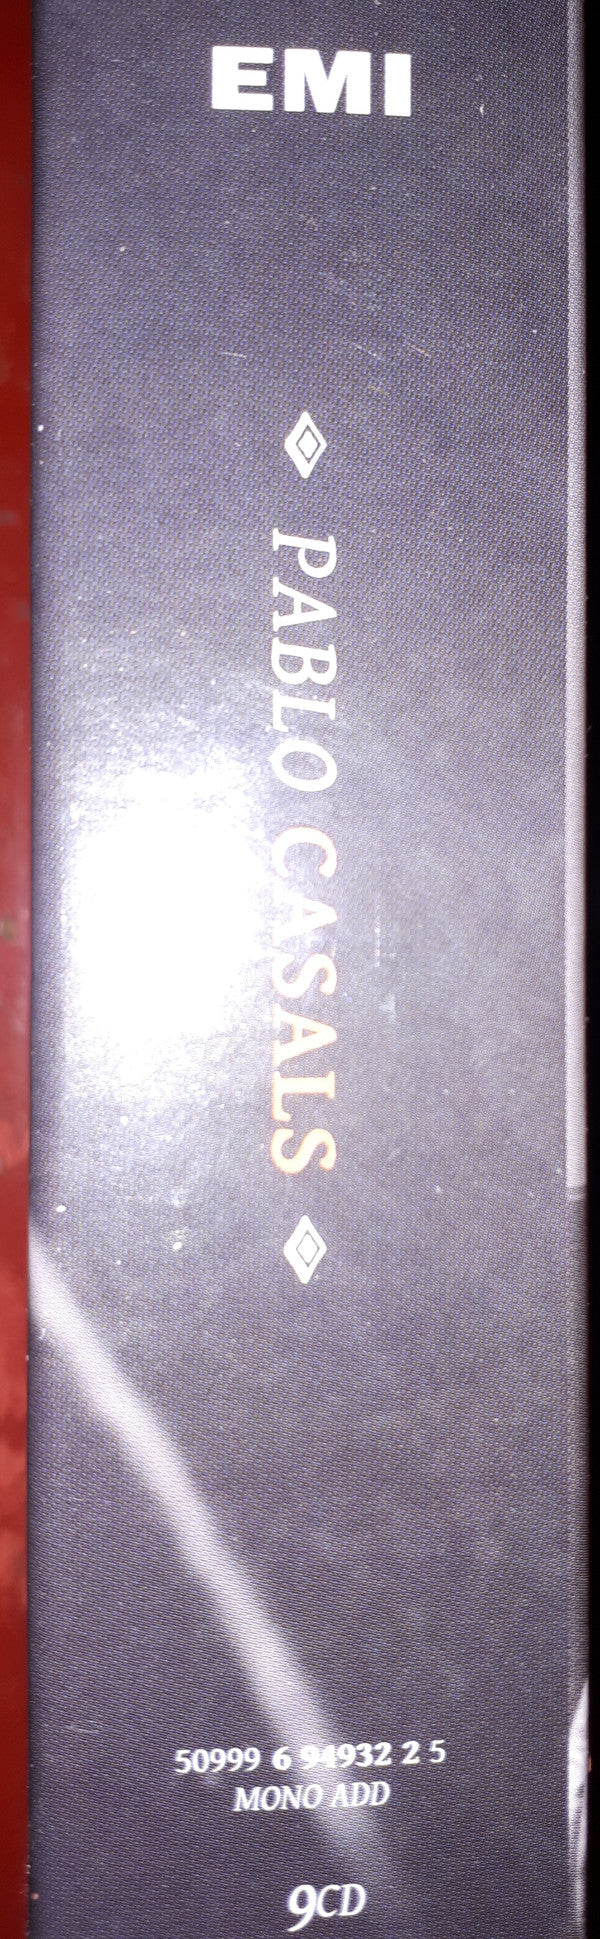 EMI
PABLO CASALS
50999 6 94932 2 5
MONO ADD
9CD